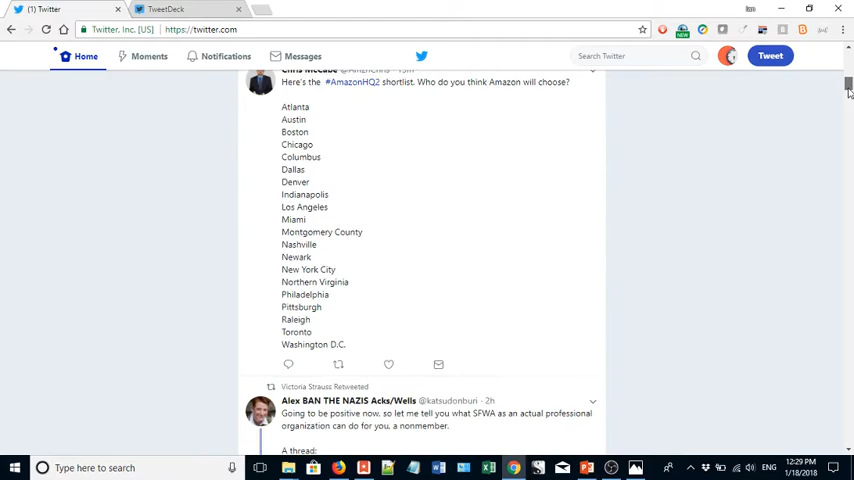 (1) Twitter
TweetDeck
Ian
Twitter, Inc. [US] https://twitter.com
NEW
Home
Moments
Notifications
Messages
Search Twitter
Tweet
Chris McCabe
Here's the #AmazonHQ2 shortlist. Who do you think Amazon will choose?
Atlanta
Austin
Boston
Chicago
Columbus
Dallas
Denver
Indianapolis
Los Angeles
Miami
Montgomery County
Nashville
Newark
New York City
Northern Virginia
Philadelphia
Pittsburgh
Raleigh
Toronto
Washington D.C.
Victoria Strauss Retweeted
Alex BAN THE NAZIS Acks/Wells @katsudonburi · 2h
Going to be positive now, so let me tell you what SFWA as an actual professional
organization can do for you, a nonmember.
A thread:
Type here to search
ENG
12:29 PM
1/18/2018